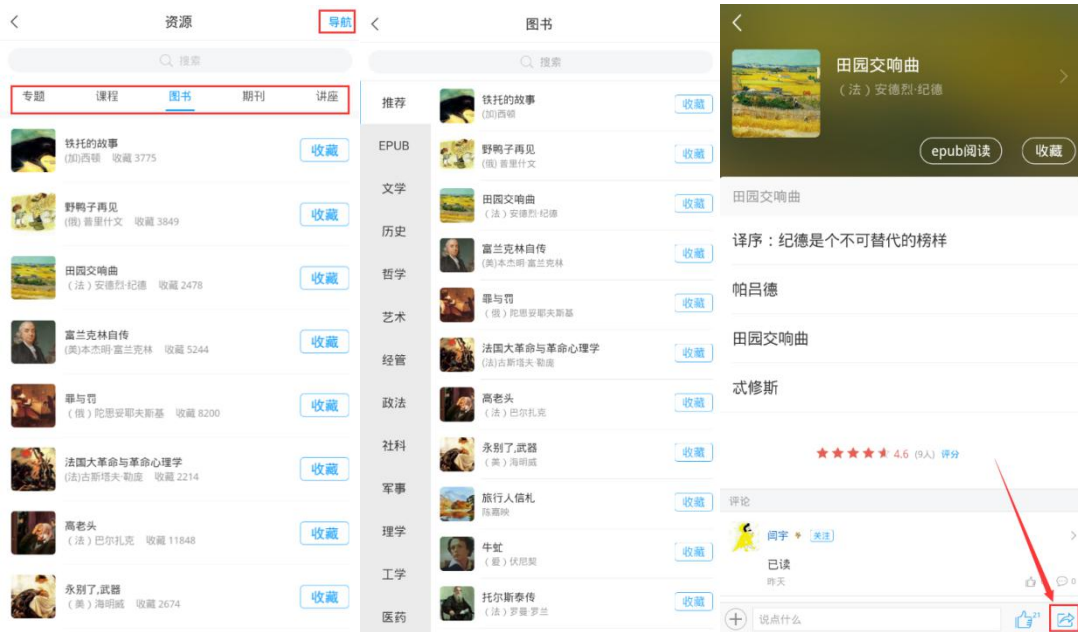 资源
导航
搜索
专题 课程 图书 期刊 讲座
铁托的故事
(加)西顿 收藏 3775
收藏
野鸭子再见
(俄) 普里什文 收藏 3849
收藏
田园交响曲
（法）安德烈·纪德 收藏 2478
收藏
富兰克林自传
(美)本杰明·富兰克林 收藏 5244
收藏
罪与罚
（俄）陀思妥耶夫斯基 收藏 8200
收藏
法国大革命与革命心理学
(法)古斯塔夫·勒庞 收藏 2214
收藏
高老头
（法）巴尔扎克 收藏 11848
收藏
永别了,武器
（美）海明威 收藏 2674
收藏
图书
搜索
推荐
EPUB
文学
历史
哲学
艺术
经管
政法
社科
军事
理学
工学
医药
铁托的故事
(加)西顿
收藏
野鸭子再见
(俄) 普里什文
收藏
田园交响曲
（法）安德烈·纪德
收藏
富兰克林自传
(美)本杰明·富兰克林
收藏
罪与罚
（俄）陀思妥耶夫斯基
收藏
法国大革命与革命心理学
(法)古斯塔夫·勒庞
收藏
高老头
（法）巴尔扎克
收藏
永别了,武器
（美）海明威
收藏
旅行人信札
陈嘉映
收藏
牛虻
（爱）伏尼契
收藏
托尔斯泰传
（法）罗曼·罗兰
收藏
田园交响曲
（法）安德烈·纪德
epub阅读
收藏
田园交响曲
译序：纪德是个不可替代的榜样
帕吕德
田园交响曲
忒修斯
4.6 (9人) 评分
评论
闫宇 关注
已读
昨天
0
说点什么
21